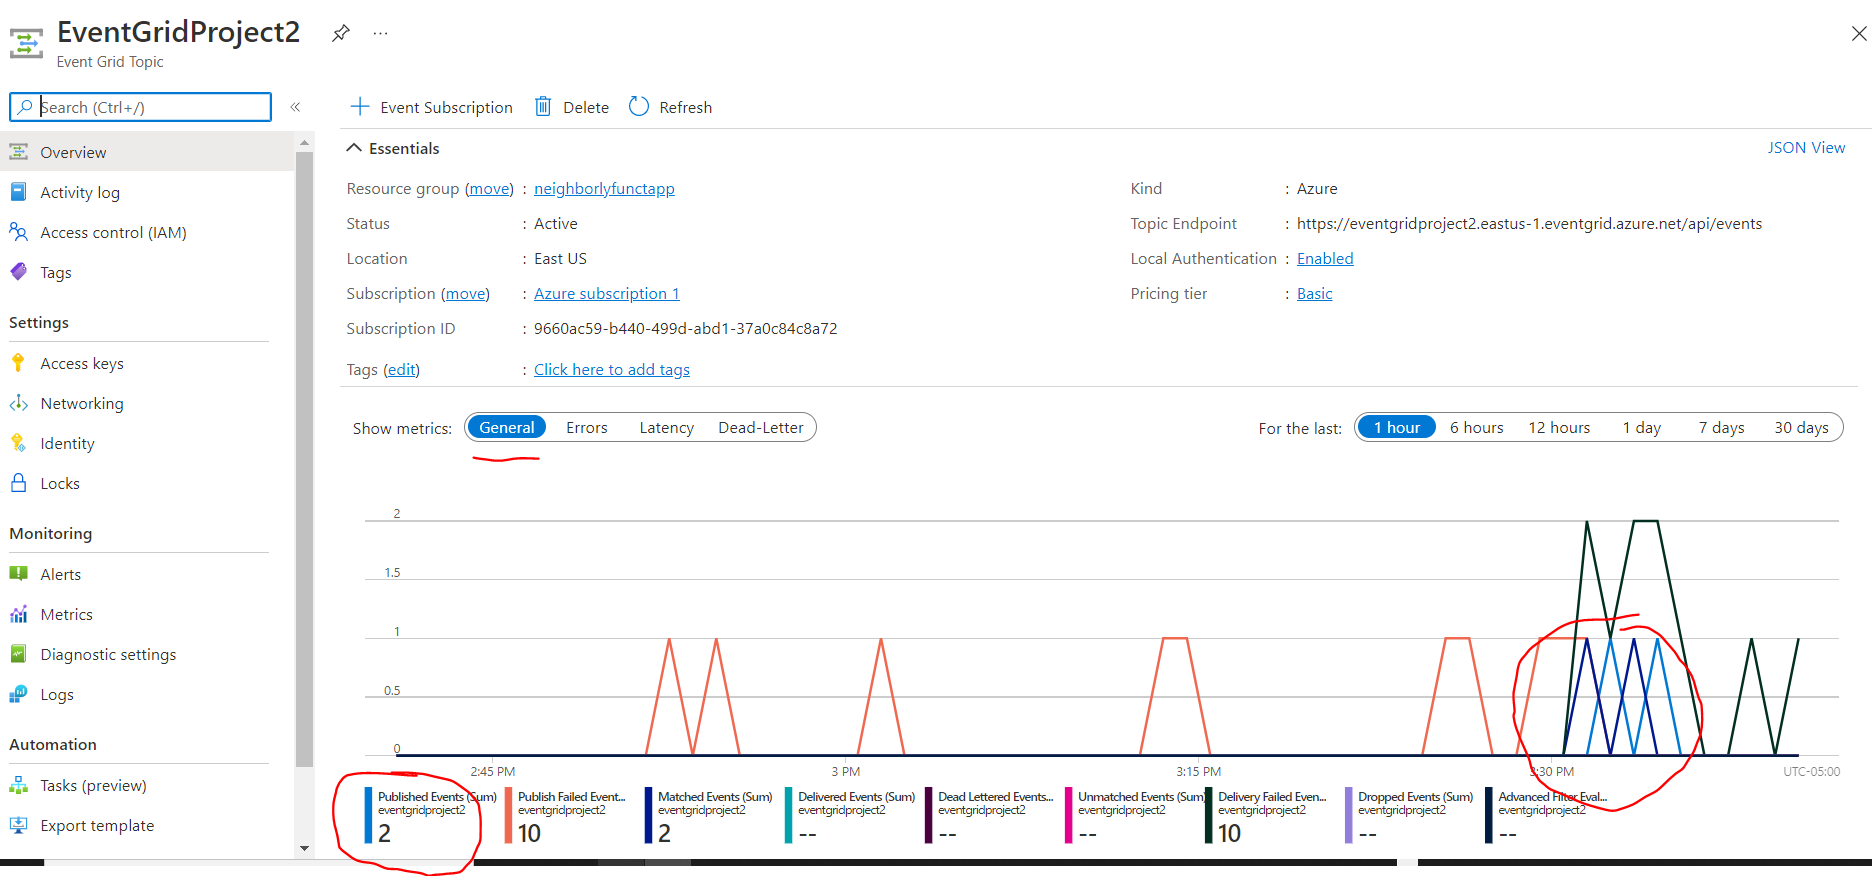 EventGridProject2
Event Grid Topic
Search (Ctrl+/)
Overview
Activity log
Access control (IAM)
Tags
Settings
Access keys
Networking
Identity
Locks
Monitoring
Alerts
Metrics
Diagnostic settings
Logs
Automation
Tasks (preview)
Export template
Event Subscription Delete Refresh
Essentials JSON View
Resource group (move) : neighborlyfunctapp
Status : Active
Location : East US
Subscription (move) : Azure subscription 1
Subscription ID : 9660ac59-b440-499d-abd1-37a0c84c8a72
Tags (edit) : Click here to add tags
Kind : Azure
Topic Endpoint : https://eventgridproject2.eastus-1.eventgrid.azure.net/api/events
Local Authentication : Enabled
Pricing tier : Basic
Show metrics: General Errors Latency Dead-Letter
For the last: 1 hour 6 hours 12 hours 1 day 7 days 30 days
2
1.5
1
0.5
0
2:45 PM 3 PM 3:15 PM 3:30 PM UTC-05:00
Published Events (Sum)
eventgridproject2
2
Publish Failed Event...
eventgridproject2
10
Matched Events (Sum)
eventgridproject2
2
Delivered Events (Sum)
eventgridproject2
--
Dead Lettered Events...
eventgridproject2
--
Unmatched Events (Sum)
eventgridproject2
--
Delivery Failed Even...
eventgridproject2
10
Dropped Events (Sum)
eventgridproject2
--
Advanced Filter Eval...
eventgridproject2
--